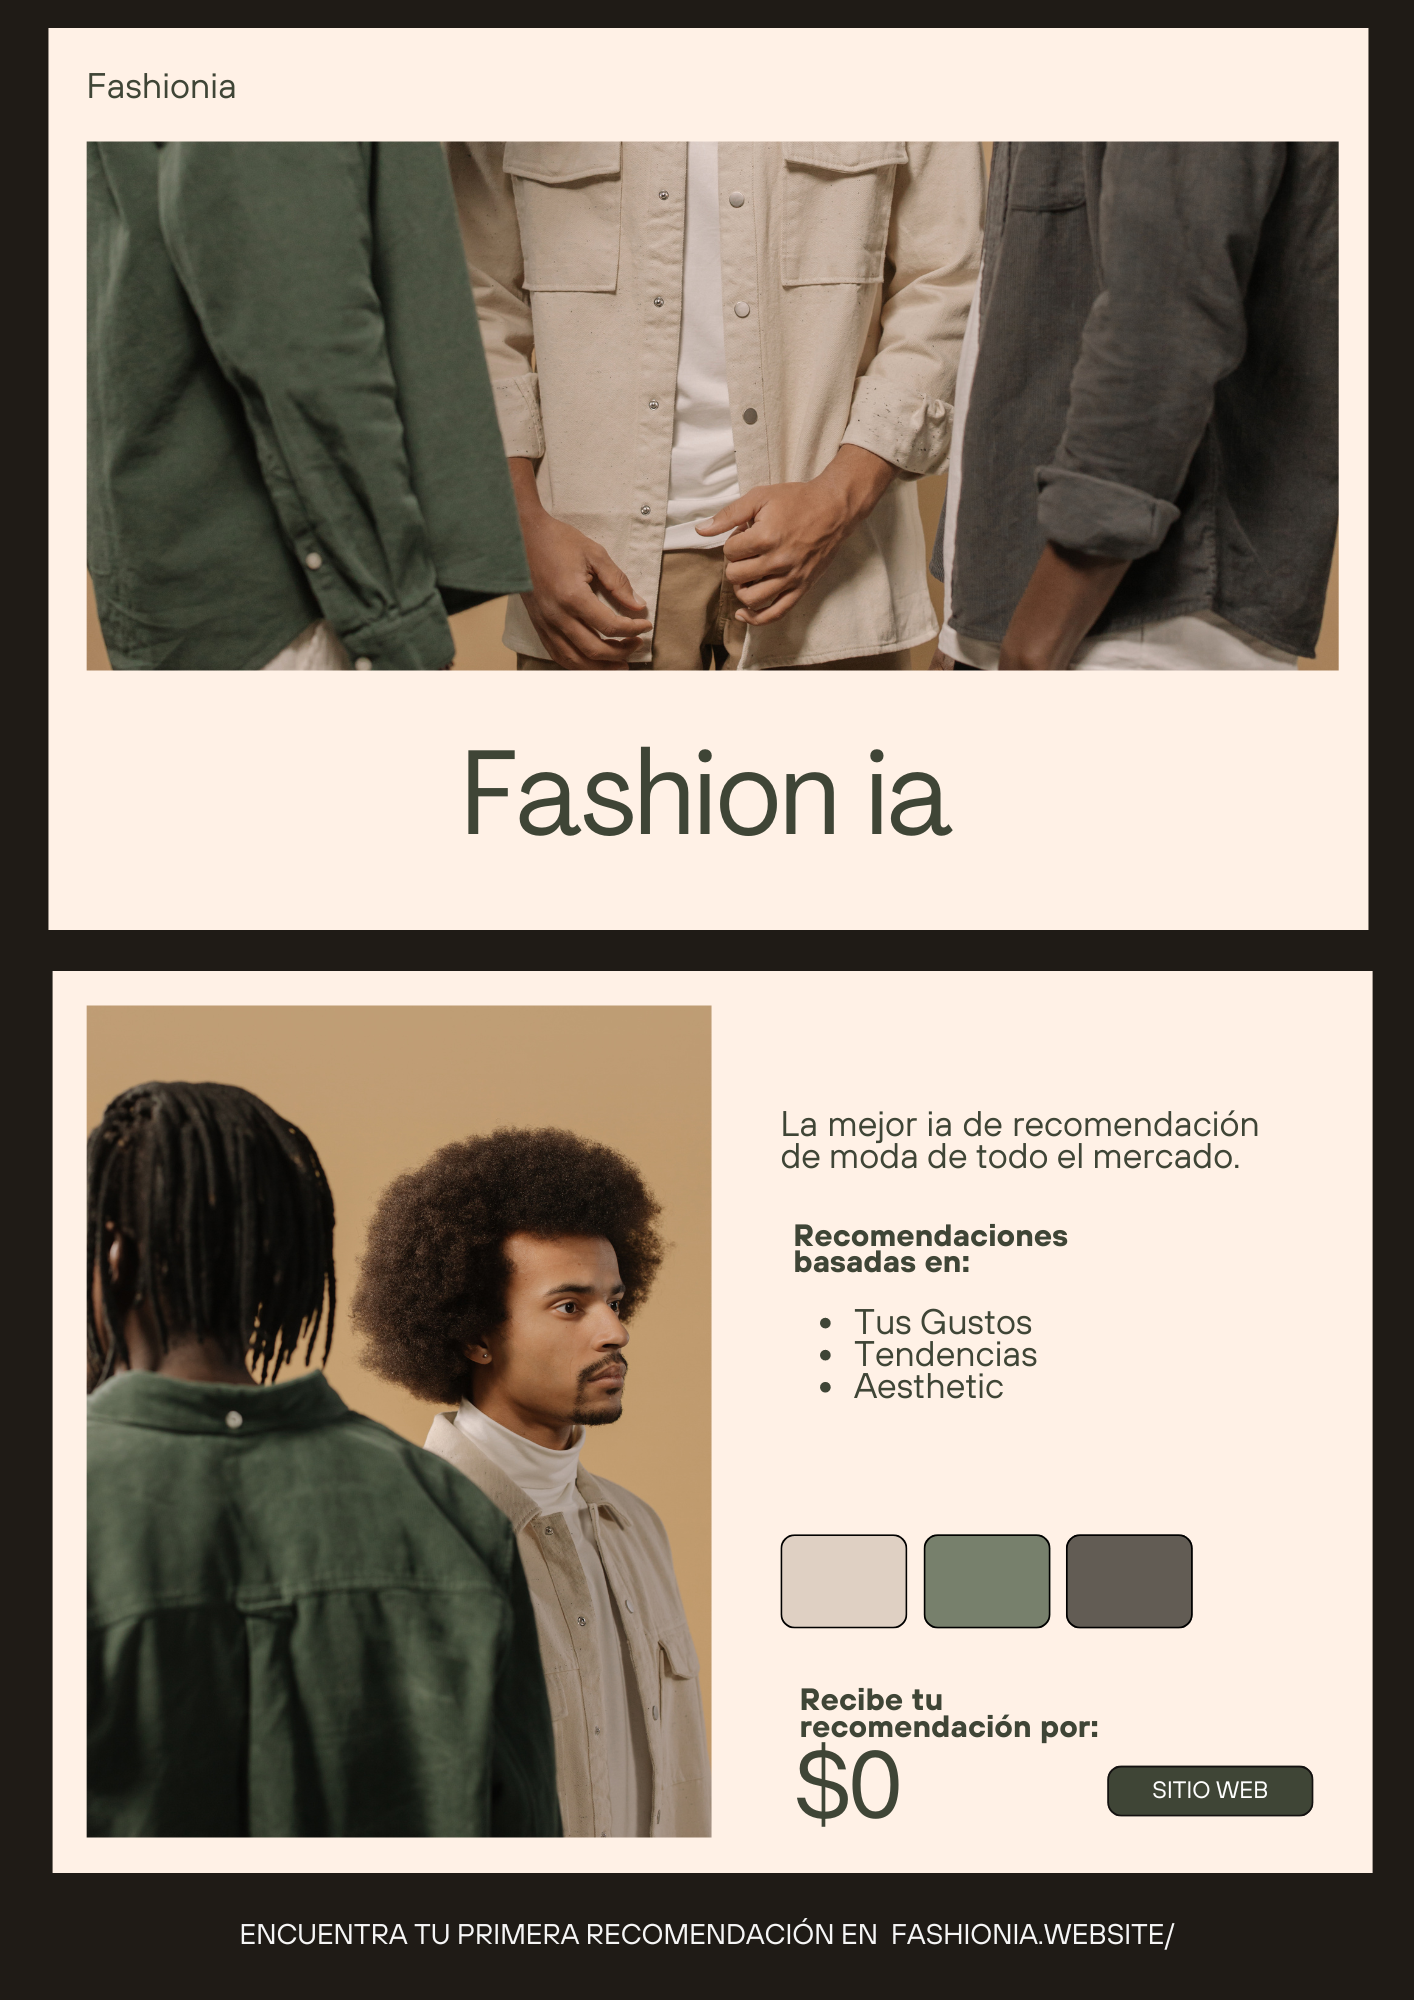 Fashionia
Fashion ia
La mejor ia de recomendación
de moda de todo el mercado.
Recomendaciones
basadas en:
• Tus Gustos
• Tendencias
• Aesthetic
Recibe tu
recomendación por:
$0
SITIO WEB
ENCUENTRA TU PRIMERA RECOMENDACIÓN EN FASHIONIA.WEBSITE/